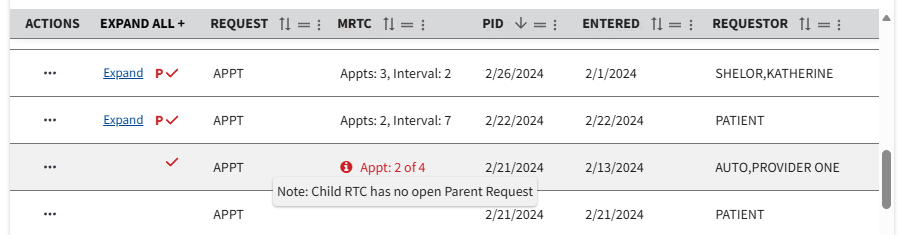 ACTIONS EXPAND ALL + REQUEST MRTC PID ENTERED REQUESTOR
... Expand P APPT Appts: 3, Interval: 2 2/26/2024 2/1/2024 SHELOR,KATHERINE
... Expand P APPT Appts: 2, Interval: 7 2/22/2024 2/22/2024 PATIENT
... APPT Appt: 2 of 4 2/21/2024 2/13/2024 AUTO,PROVIDER ONE
Note: Child RTC has no open Parent Request
... APPT 2/21/2024 2/21/2024 PATIENT